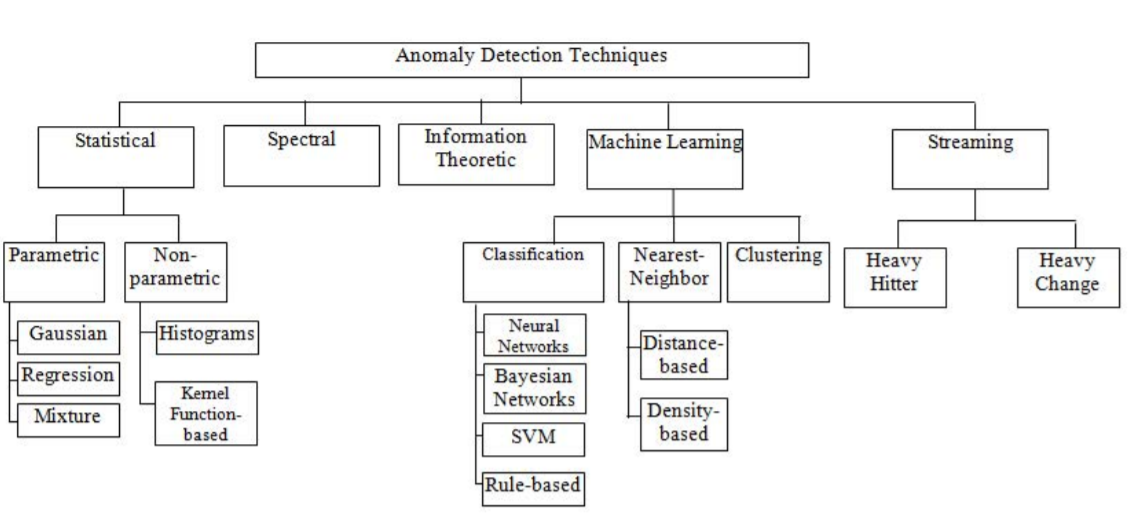 Anomaly Detection Techniques
Statistical
Spectral
Information
Theoretic
Machine Learning
Streaming
Parametric
Non-
parametric
Classification
Nearest-
Neighbor
Clustering
Heavy
Hitter
Heavy
Change
Gaussian
Regression
Mixture
Histograms
Kernel
Function-
based
Neural
Networks
Bayesian
Networks
SVM
Rule-based
Distance-
based
Density-
based